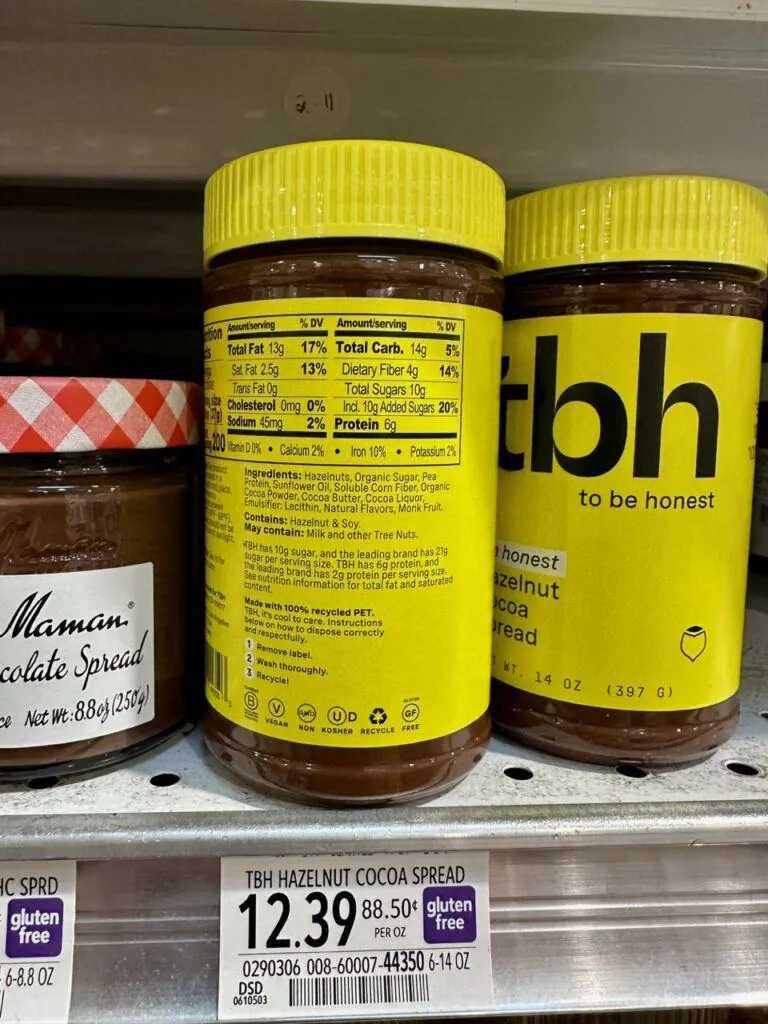 2 11
Amount/serving % DV
Total Fat 13g 17%
Sat. Fat 2.5g 13%
Trans Fat 0g
Cholesterol 0mg 0%
Sodium 45mg 2%
Amount/serving % DV
Total Carb. 14g 5%
Dietary Fiber 4g 14%
Total Sugars 10g
Incl. 10g Added Sugars 20%
Protein 6g
200
Vitamin D 0% • Calcium 2% • Iron 10% • Potassium 2%
Ingredients: Hazelnuts, Organic Sugar, Pea
Protein, Sunflower Oil, Soluble Corn Fiber, Organic
Cocoa Powder, Cocoa Butter, Cocoa Liquor,
Emulsifier: Lecithin, Natural Flavors, Monk Fruit.
Contains: Hazelnut & Soy.
May contain: Milk and other Tree Nuts.
TBH has 10g sugar, and the leading brand has 21g
sugar per serving size. TBH has 6g protein, and
the leading brand has 2g protein per serving size.
See nutrition information for total fat and saturated
content.
Made with 100% recycled PET.
TBH, it's cool to care. Instructions
below on how to dispose correctly
and respectfully.
1 Remove label.
2 Wash thoroughly.
3 Recycle!
Certified
B
V
VEGAN
GMO
NON
U D
KOSHER
RECYCLE
GLUTEN
GF
FREE
tbh
to be honest
honest
azelnut
ocoa
read
WT. 14 OZ (397 G)
Maman®
colate Spread
Net Wt: 8.8oz (250g)
HC SPRD
gluten
free
6-8.8 OZ
TBH HAZELNUT COCOA SPREAD
12.39
88.50¢
PER OZ
gluten
free
0290306 008-60007-44350 6-14 OZ
DSD
0610503